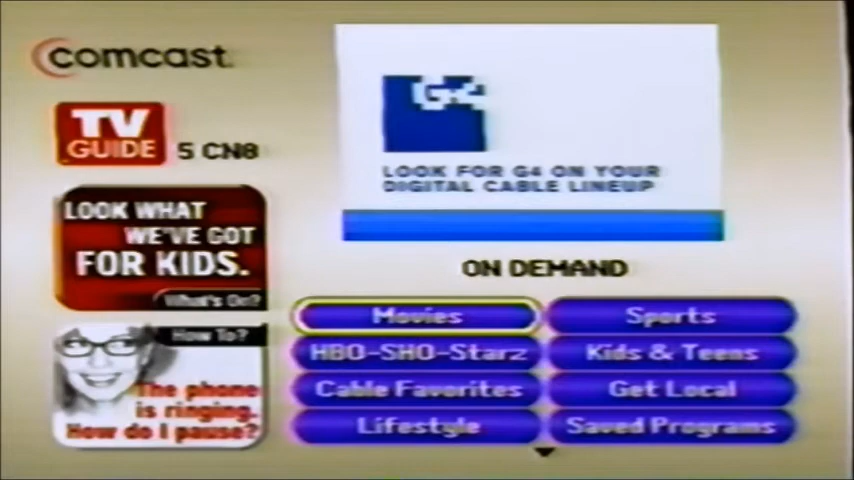 comcast.
TV
GUIDE
5 CN8
LOOK WHAT
WE'VE GOT
FOR KIDS.
What's On?
How To?
The phone
is ringing.
How do I pause?
G4
LOOK FOR G4 ON YOUR
DIGITAL CABLE LINEUP
ON DEMAND
Movies
Sports
HBO-SHO-Starz
Kids & Teens
Cable Favorites
Get Local
Lifestyle
Saved Programs